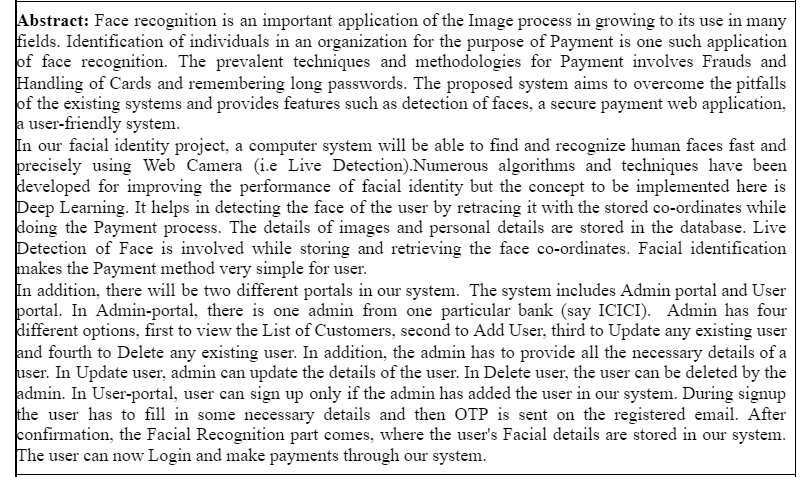 Abstract: Face recognition is an important application of the Image process in growing to its use in many
fields. Identification of individuals in an organization for the purpose of Payment is one such application
of face recognition. The prevalent techniques and methodologies for Payment involves Frauds and
Handling of Cards and remembering long passwords. The proposed system aims to overcome the pitfalls
of the existing systems and provides features such as detection of faces, a secure payment web application,
a user-friendly system.
In our facial identity project, a computer system will be able to find and recognize human faces fast and
precisely using Web Camera (i.e Live Detection).Numerous algorithms and techniques have been
developed for improving the performance of facial identity but the concept to be implemented here is
Deep Learning. It helps in detecting the face of the user by retracing it with the stored co-ordinates while
doing the Payment process. The details of images and personal details are stored in the database. Live
Detection of Face is involved while storing and retrieving the face co-ordinates. Facial identification
makes the Payment method very simple for user.
In addition, there will be two different portals in our system. The system includes Admin portal and User
portal. In Admin-portal, there is one admin from one particular bank (say ICICI). Admin has four
different options, first to view the List of Customers, second to Add User, third to Update any existing user
and fourth to Delete any existing user. In addition, the admin has to provide all the necessary details of a
user. In Update user, admin can update the details of the user. In Delete user, the user can be deleted by the
admin. In User-portal, user can sign up only if the admin has added the user in our system. During signup
the user has to fill in some necessary details and then OTP is sent on the registered email. After
confirmation, the Facial Recognition part comes, where the user's Facial details are stored in our system.
The user can now Login and make payments through our system.